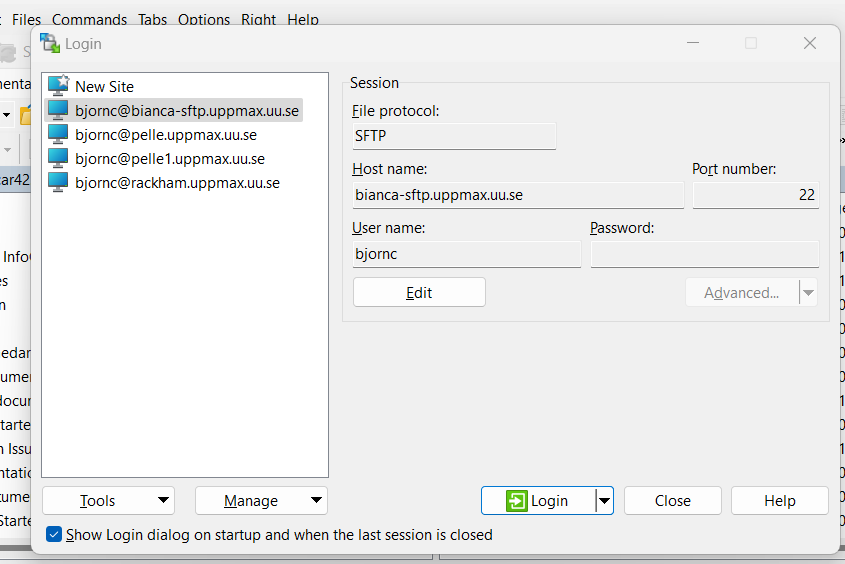 Files Commands Tabs Options Right Help
Login
New Site
bjornc@bianca-sftp.uppmax.uu.se
bjornc@pelle.uppmax.uu.se
bjornc@pelle1.uppmax.uu.se
bjornc@rackham.uppmax.uu.se
Session
File protocol:
SFTP
Host name:
Port number:
bianca-sftp.uppmax.uu.se
22
User name:
Password:
bjornc
Edit
Advanced...
Tools
Manage
Login
Close
Help
Show Login dialog on startup and when the last session is closed